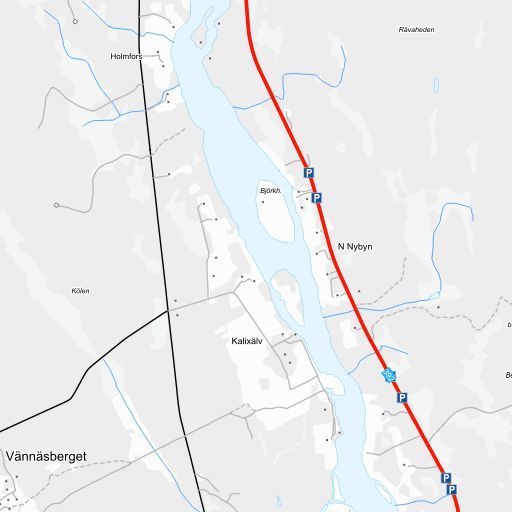 Råvaheden
Holmfors
P
Björkh.
P
N Nybyn
Kölen
Kalixälv
P
Vännäsberget
P
P